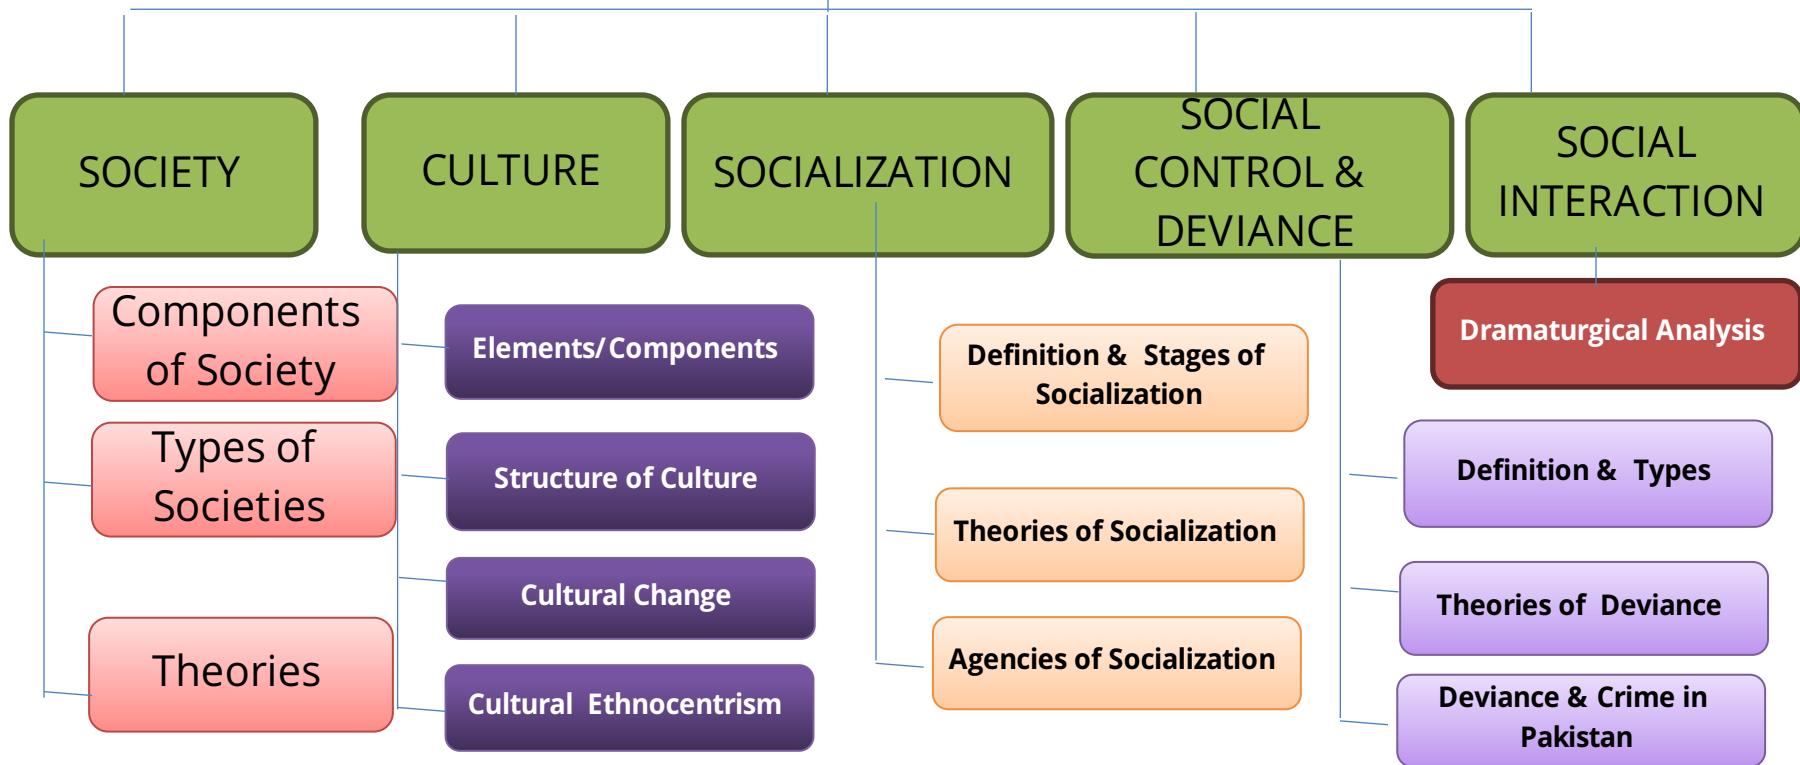 SOCIETY
CULTURE
SOCIALIZATION
SOCIAL
CONTROL &
DEVIANCE
SOCIAL
INTERACTION
Components
of Society
Types of
Societies
Theories
Elements/Components
Structure of Culture
Cultural Change
Cultural Ethnocentrism
Definition & Stages of
Socialization
Theories of Socialization
Agencies of Socialization
Definition & Types
Theories of Deviance
Deviance & Crime in
Pakistan
Dramaturgical Analysis